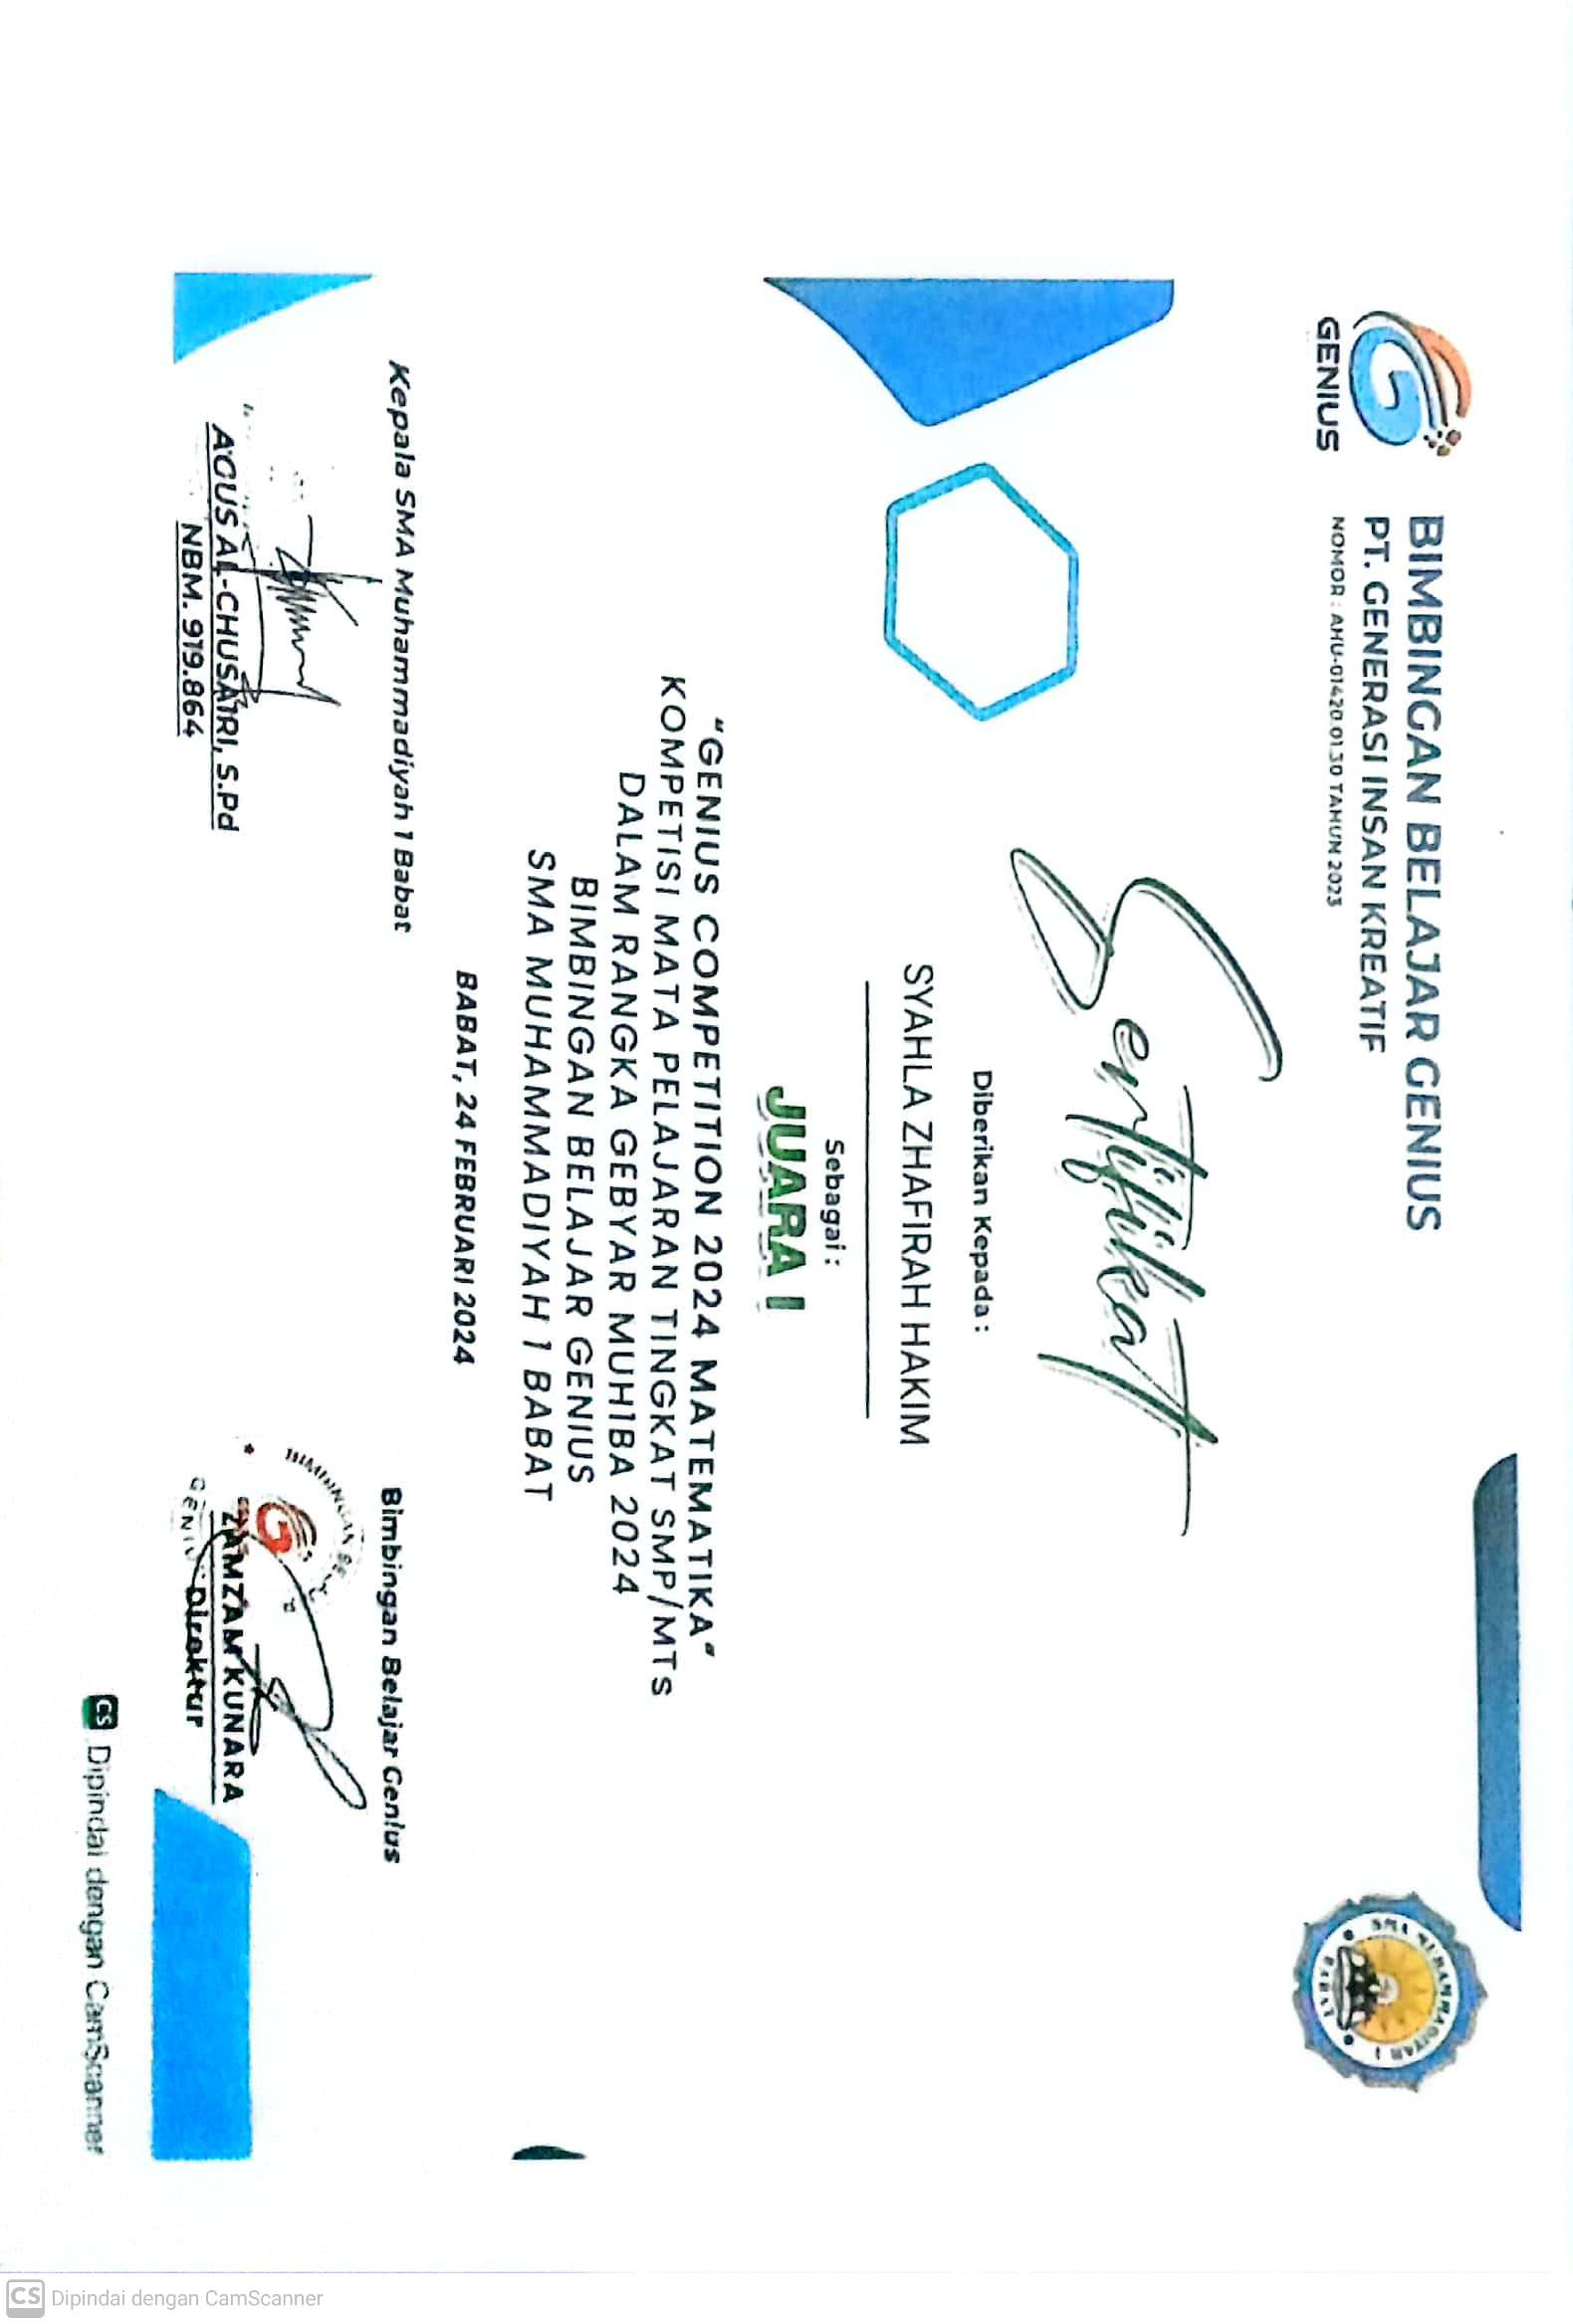 GENIUS
BIMBINGAN BELAJAR GENIUS
PT. GENERASI INSAN KREATIF
NOMOR : AHU-01420.01.30 TAHUN 2023
SMA MUHAMMADIYAH 1
BABAT
Sertifikat
Diberikan Kepada :
SYAHLA ZHAFIRAH HAKIM
Sebagai :
JUARA I
"GENIUS COMPETITION 2024 MATEMATIKA"
KOMPETISI MATA PELAJARAN TINGKAT SMP/MTs
DALAM RANGKA GEBYAR MUH1BA 2024
BIMBINGAN BELAJAR GENIUS
SMA MUHAMMADIYAH 1 BABAT
BABAT, 24 FEBRUARI 2024
Kepala SMA Muhammadiyah 1 Babat
AGUS AL-CHUSAIRI, S.Pd
NBM. 919.864
Bimbingan Belajar Genius
ZAMZAM KUNARA
Direktur
CS Dipindai dengan CamScanner
CS Dipindai dengan CamScanner